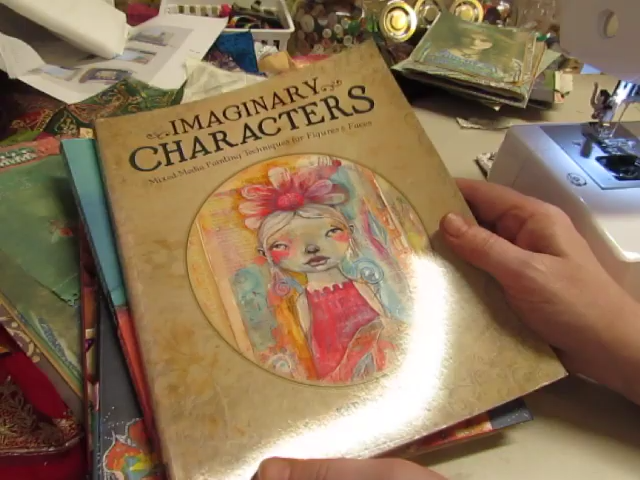 IMAGINARY
CHARACTERS
Mixed-Media Painting Techniques for Figures & Faces